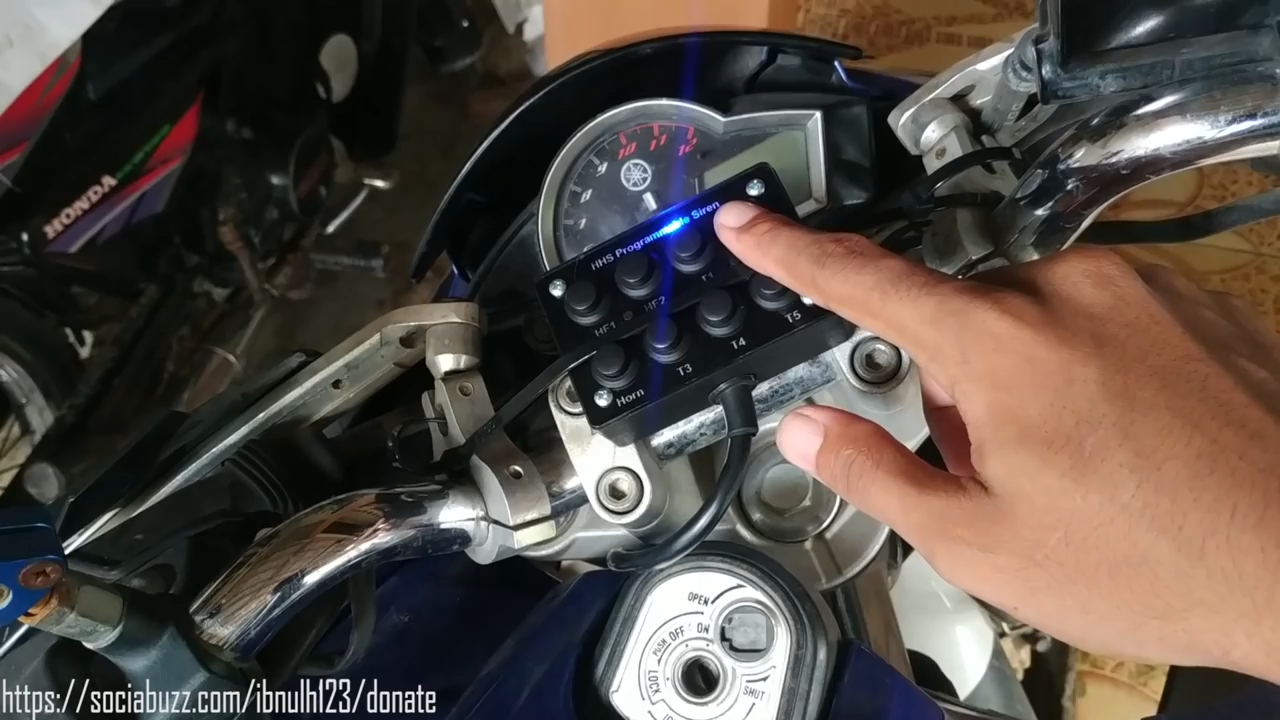 HONDA
10 11 12
HHS Programmable Siren
HF1
HF2
Horn
T3
T4
T5
OPEN
PUSH OFF ON
LOCK
SHUT
https://sociabuzz.com/ibnulh123/donate